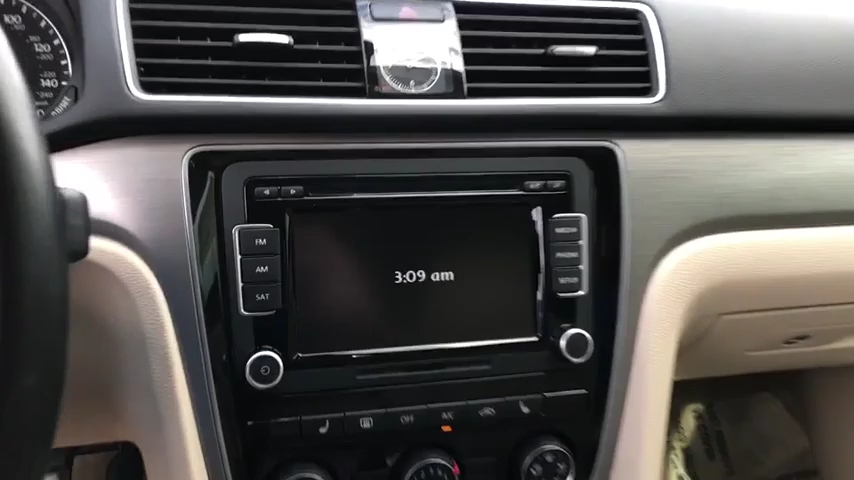 100
120
140
FM
AM
SAT
3:09 am
MEDIA
PHONE
SETUP
OFF
A/C